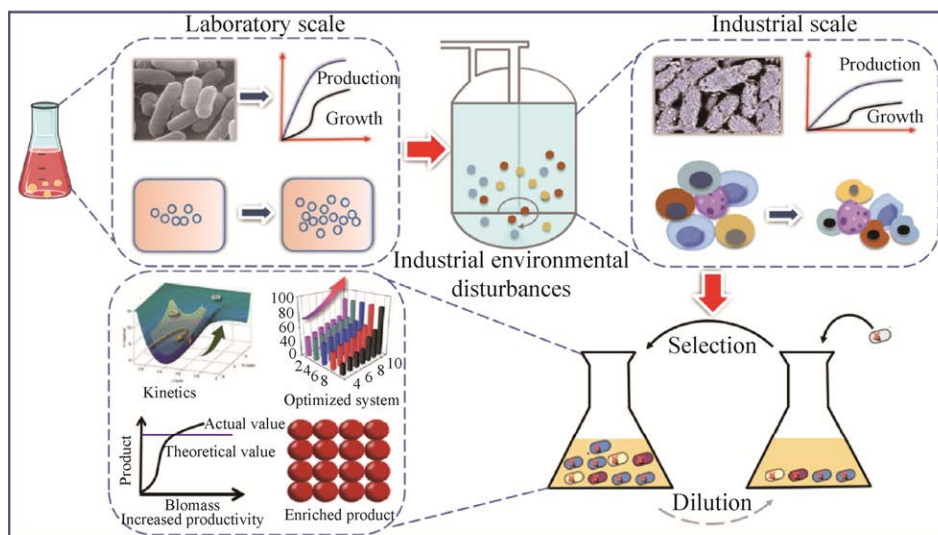 Laboratory scale
Industrial scale
Production
Growth
Production
Growth
Industrial environmental
disturbances
Kinetics
100
80
60
40
20
0
2
4
6
8
4
6
8
10
Optimized system
Selection
Product
Actual value
Theoretical value
Biomass
Increased productivity
Enriched product
Dilution